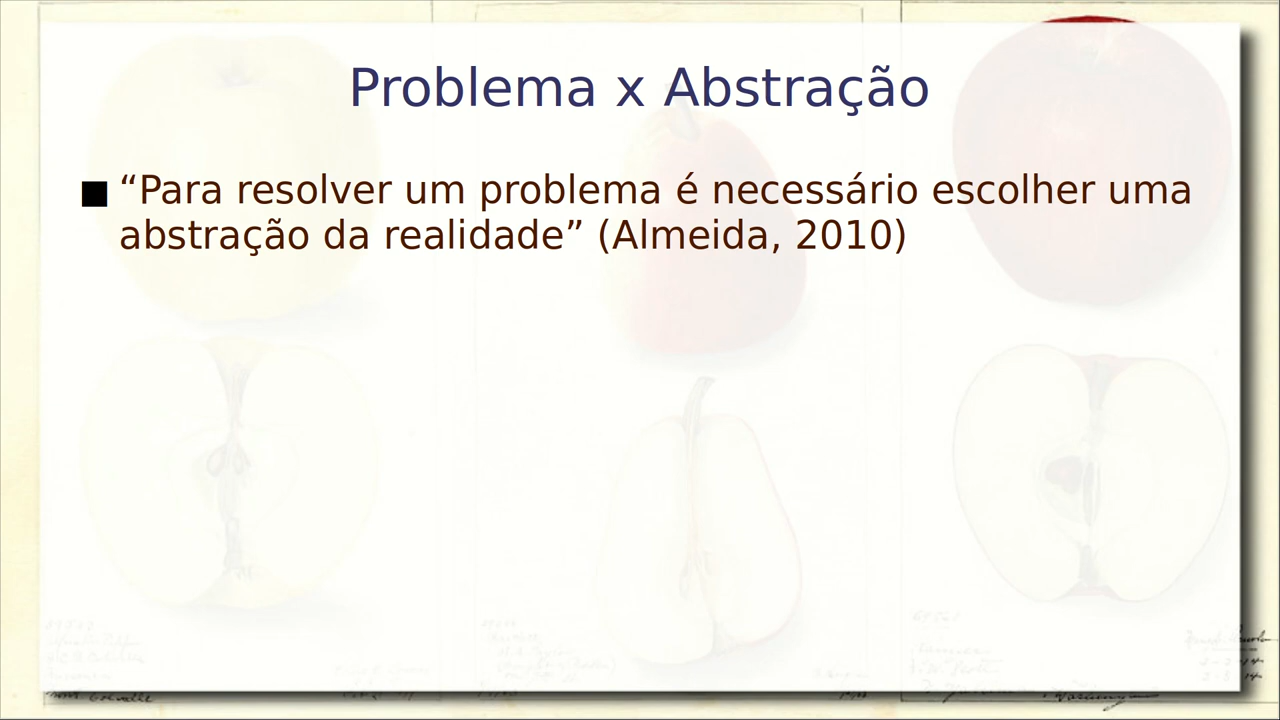 Problema x Abstração
■ “Para resolver um problema é necessário escolher uma
abstração da realidade” (Almeida, 2010)